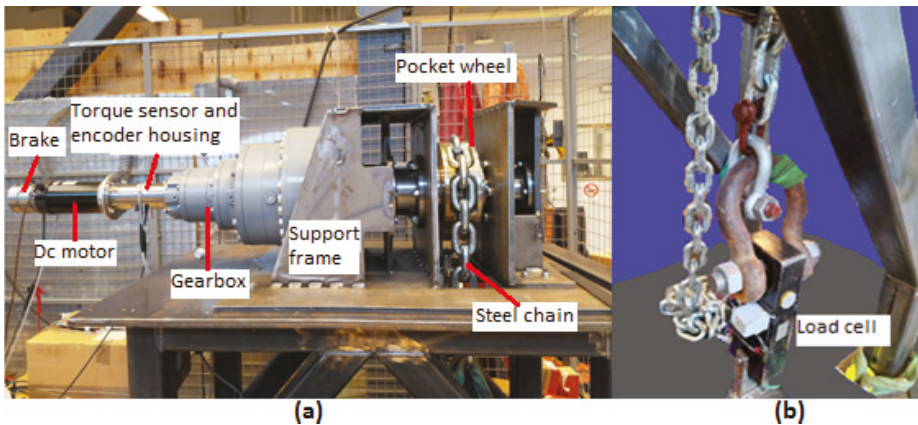 Pocket wheel
Torque sensor and
encoder housing
Brake
Dc motor
Gearbox
Support
frame
Steel chain
Load cell
(a)
(b)